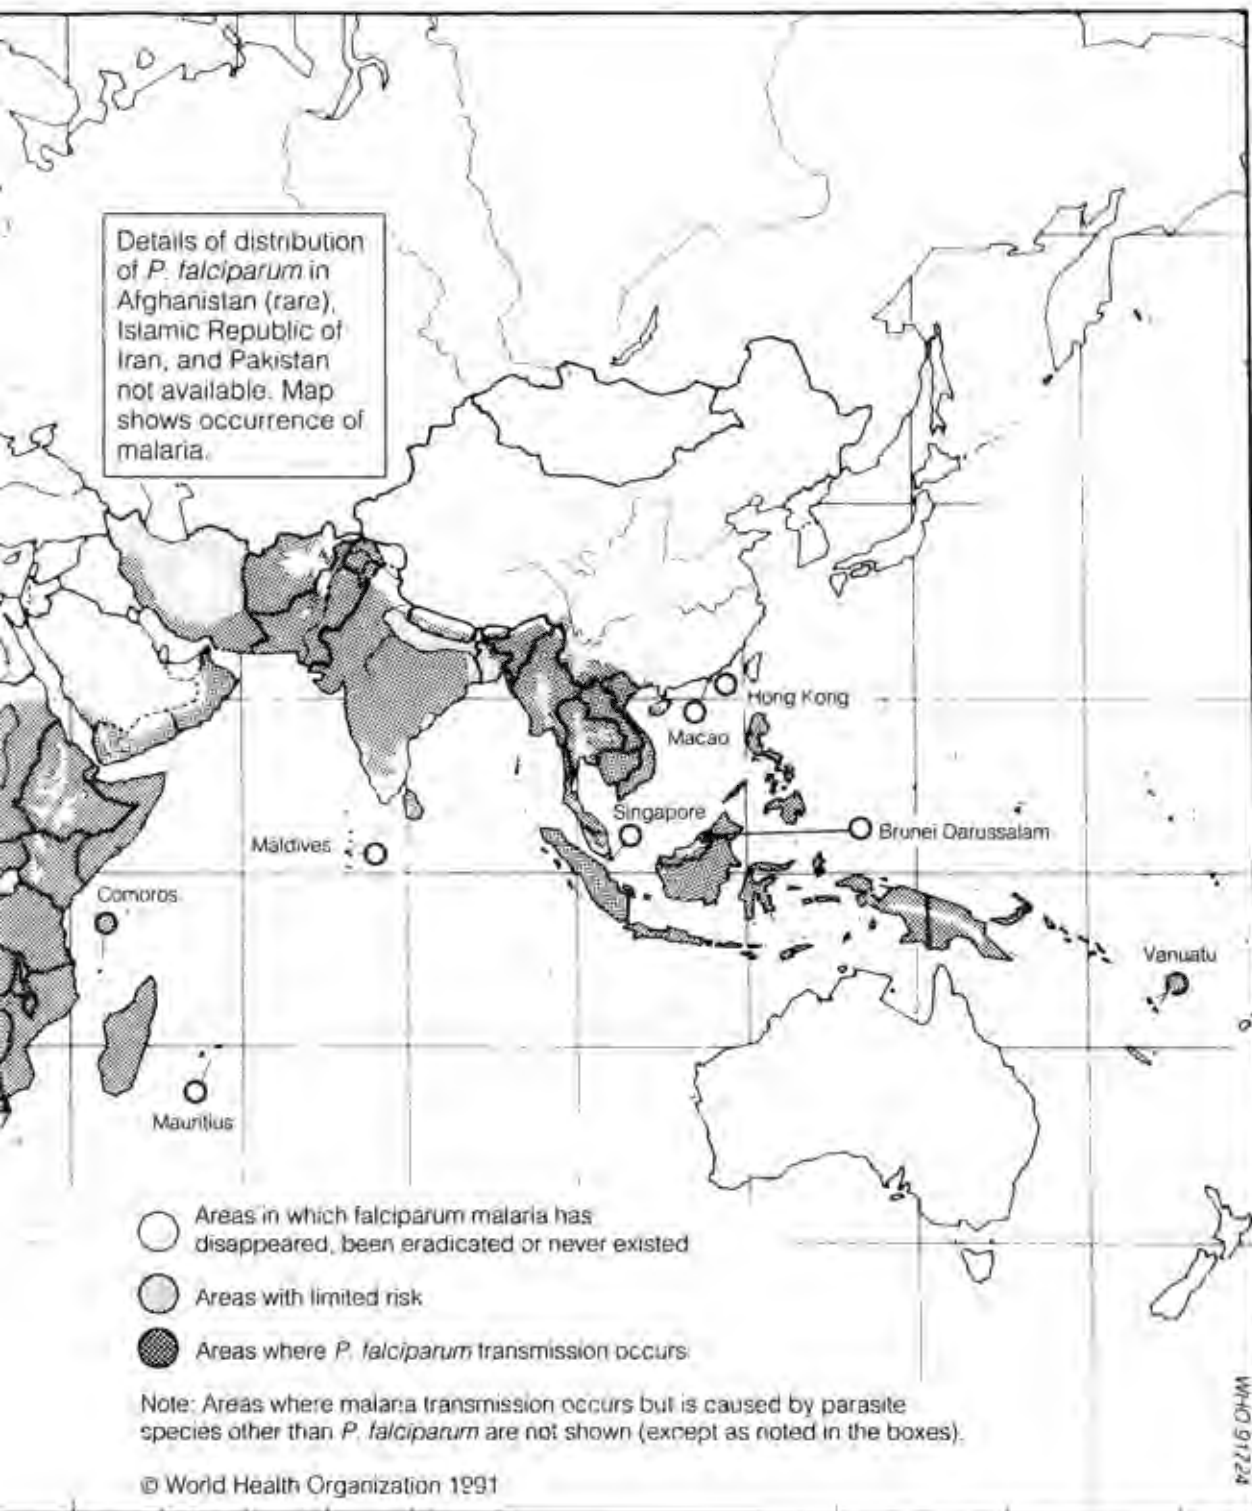 Details of distribution
of P. falciparum in
Afghanistan (rare),
Islamic Republic of
Iran, and Pakistan
not available. Map
shows occurrence of
malaria.
Hong Kong
Macao
Singapore
Brunei Darussalam
Maldives
Comoros
Vanuatu
Mauritius
Areas in which falciparum malaria has
disappeared, been eradicated or never existed
Areas with limited risk
Areas where P. falciparum transmission occurs
Note: Areas where malaria transmission occurs but is caused by parasite
species other than P. falciparum are not shown (except as noted in the boxes).
© World Health Organization 1991
WHO 91724